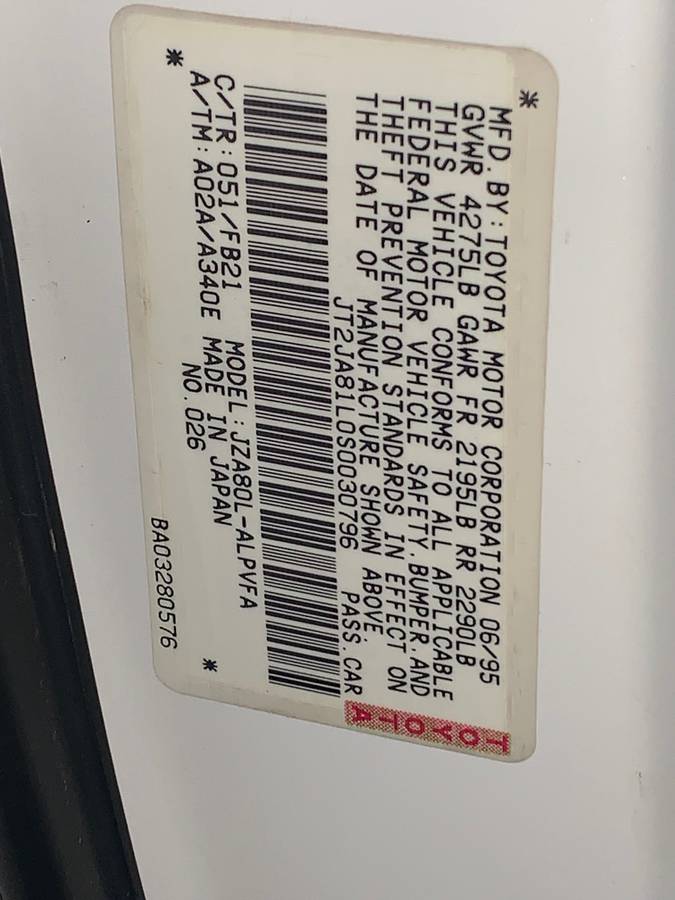 MFD.BY:TOYOTA MOTOR CORPORATION 06/95
GVWR 4275LB GAWR FR 2195LB RR 2290LB
THIS VEHICLE CONFORMS TO ALL APPLICABLE
FEDERAL MOTOR VEHICLE SAFETY,BUMPER,AND
THEFT PREVENTION STANDARDS IN EFFECT ON
THE DATE OF MANUFACTURE SHOWN ABOVE.
JT2JA81L0S0030796 PASS.CAR
C/TR:051/FB21 MODEL:JZA80L-ALPVFA
A/TM:A02A/A340E MADE IN JAPAN
NO.026
BA03280576
TOYOTA